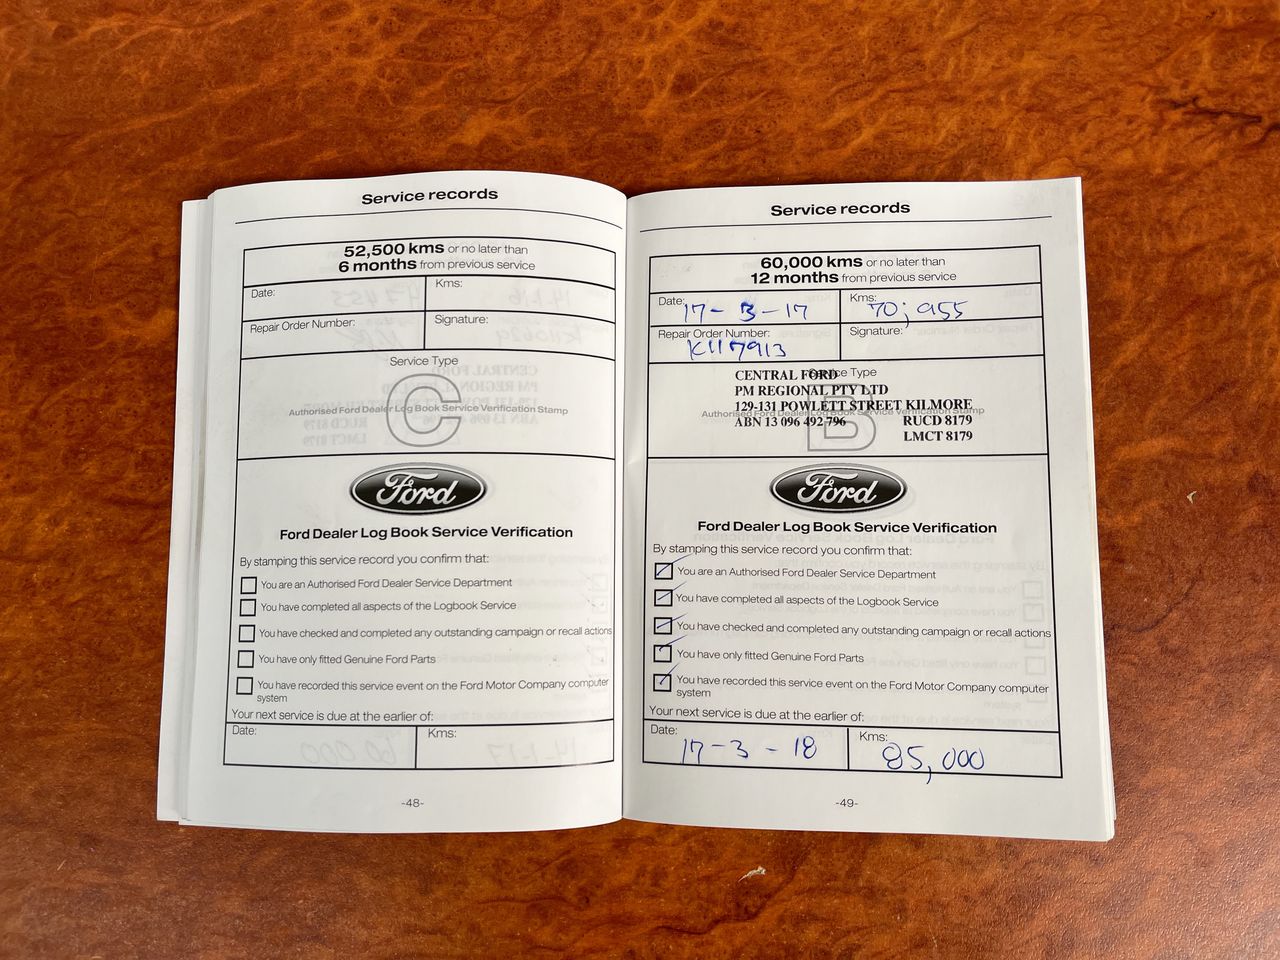 Service records
52,500 kms or no later than
6 months from previous service
Date:
Kms:
Repair Order Number:
Signature:
Service Type
C
Authorised Ford Dealer Log Book Service Verification Stamp
Ford
Ford Dealer Log Book Service Verification
By stamping this service record you confirm that:
You are an Authorised Ford Dealer Service Department
You have completed all aspects of the Logbook Service
You have checked and completed any outstanding campaign or recall actions
You have only fitted Genuine Ford Parts
You have recorded this service event on the Ford Motor Company computer
system
Your next service is due at the earlier of:
Date:
Kms:
-48-
Service records
60,000 kms or no later than
12 months from previous service
Date: 17-3-17
Kms: 70,955
Repair Order Number:
K117913
Signature:
Service Type
CENTRAL FORD
PM REGIONAL PTY LTD
129-131 POWLETT STREET KILMORE
Authorised Ford Dealer Log Book Service Verification Stamp
B
ABN 13 096 492 796 RUCD 8179
LMCT 8179
Ford
Ford Dealer Log Book Service Verification
By stamping this service record you confirm that:
You are an Authorised Ford Dealer Service Department
You have completed all aspects of the Logbook Service
You have checked and completed any outstanding campaign or recall actions
You have only fitted Genuine Ford Parts
You have recorded this service event on the Ford Motor Company computer
system
Your next service is due at the earlier of:
Date: 17-3-18
Kms: 85,000
-49-